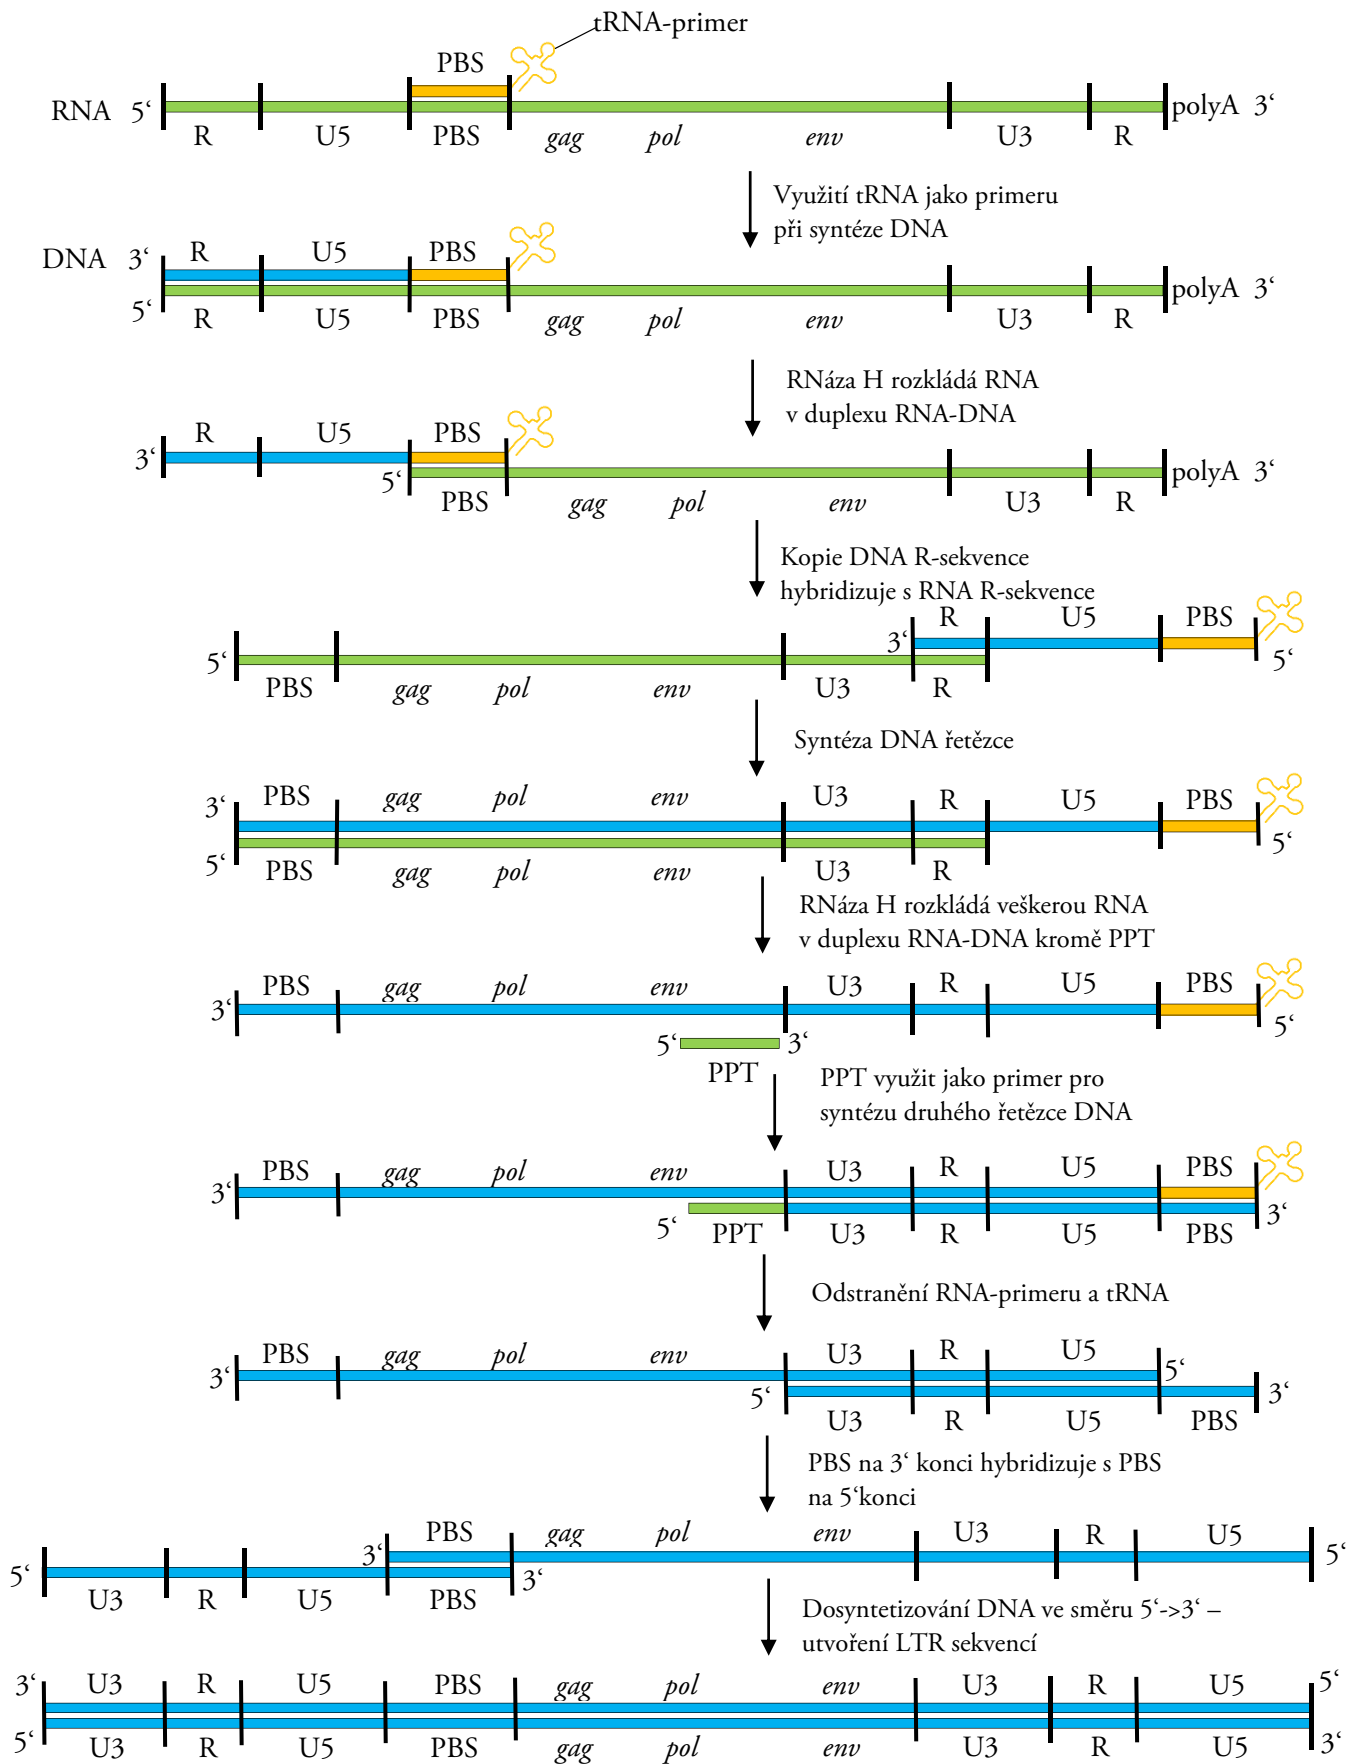 tRNA-primer
PBS
RNA 5‘ polyA 3‘
R U5 PBS gag pol env U3 R
Využití tRNA jako primeru
při syntéze DNA
DNA 3‘ R U5 PBS
5‘ polyA 3‘
R U5 PBS gag pol env U3 R
RNáza H rozkládá RNA
v duplexu RNA-DNA
R U5 PBS
3‘
5‘ polyA 3‘
PBS gag pol env U3 R
Kopie DNA R-sekvence
hybridizuje s RNA R-sekvence
R U5 PBS
3‘ 5‘
5‘
PBS gag pol env U3 R
Syntéza DNA řetězce
3‘ PBS gag pol env U3 R U5 PBS
5‘ 5‘
PBS gag pol env U3 R
RNáza H rozkládá veškerou RNA
v duplexu RNA-DNA kromě PPT
PBS gag pol env U3 R U5 PBS
3‘ 5‘
5‘ 3‘
PPT
PPT využit jako primer pro
syntézu druhého řetězce DNA
PBS gag pol env U3 R U5 PBS
3‘
5‘ 3‘
PPT U3 R U5 PBS
Odstranění RNA-primeru a tRNA
PBS gag pol env U3 R U5
3‘ 5‘
5‘ 3‘
U3 R U5 PBS
PBS na 3‘ konci hybridizuje s PBS
na 5‘konci
PBS gag pol env U3 R U5
3‘ 5‘
5‘ 3‘
U3 R U5 PBS
Dosyntetizování DNA ve směru 5‘->3‘ –
utvoření LTR sekvencí
3‘ U3 R U5 PBS gag pol env U3 R U5 5‘
5‘ U3 R U5 PBS gag pol env U3 R U5 3‘